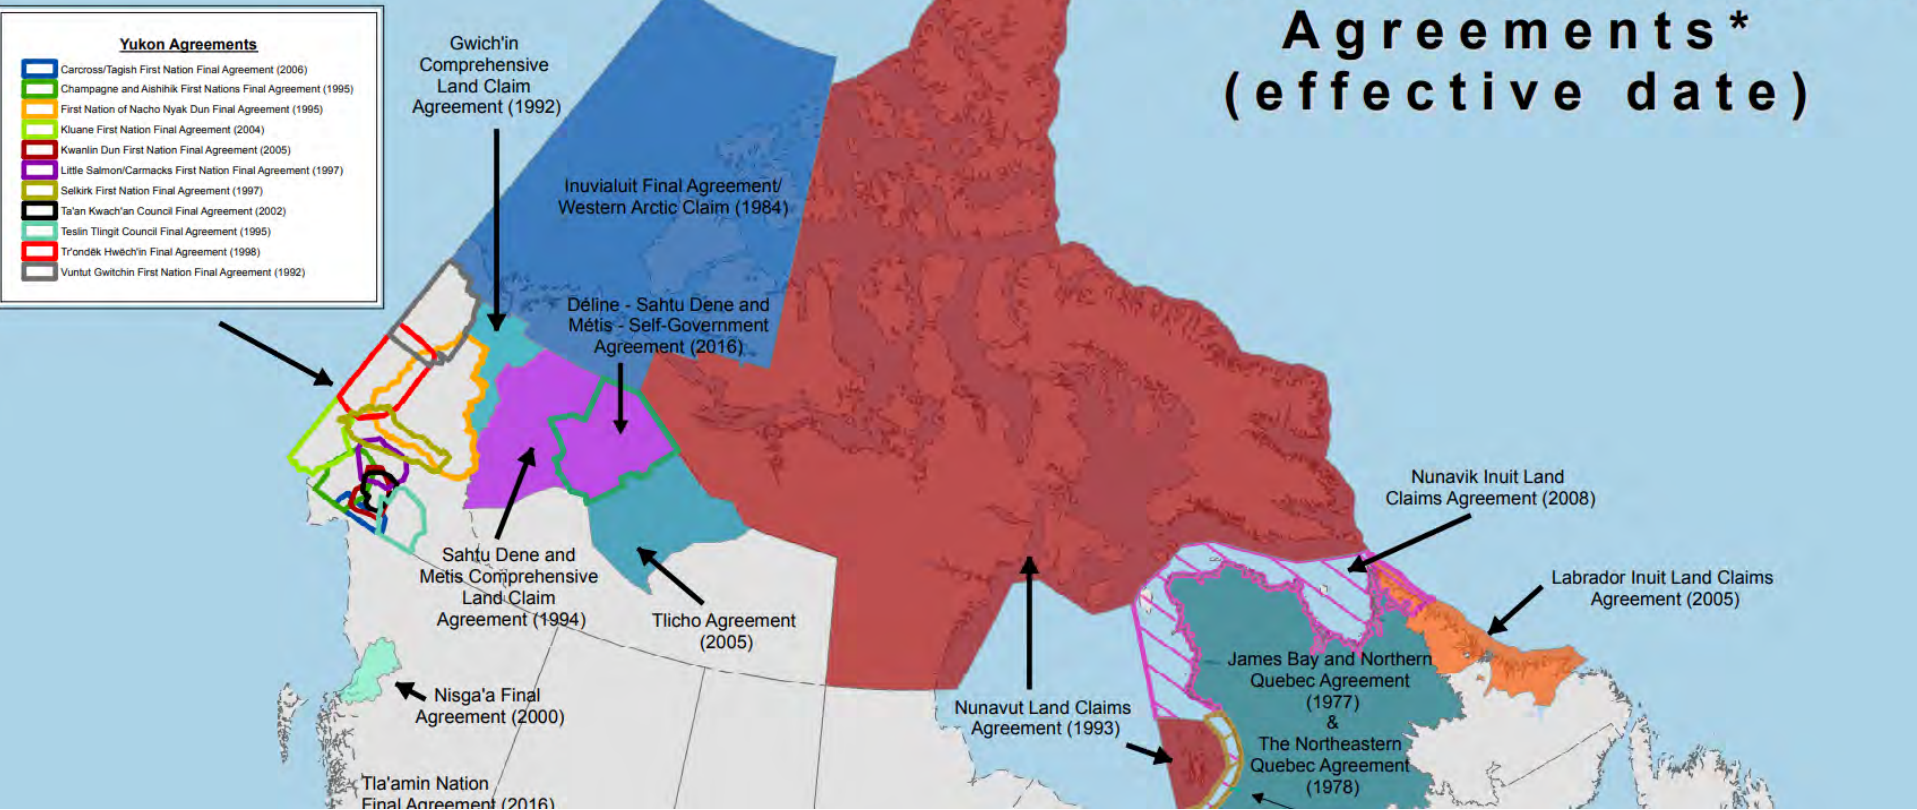 Agreements*
(effective date)
Yukon Agreements
Carcross/Tagish First Nation Final Agreement (2006)
Champagne and Aishihik First Nations Final Agreement (1995)
First Nation of Nacho Nyak Dun Final Agreement (1995)
Kluane First Nation Final Agreement (2004)
Kwanlin Dun First Nation Final Agreement (2005)
Little Salmon/Carmacks First Nation Final Agreement (1997)
Selkirk First Nation Final Agreement (1997)
Ta'an Kwach'an Council Final Agreement (2002)
Teslin Tlingit Council Final Agreement (1995)
Tr'ondëk Hwëch'in Final Agreement (1998)
Vuntut Gwitchin First Nation Final Agreement (1992)
Gwich'in
Comprehensive
Land Claim
Agreement (1992)
Inuvialuit Final Agreement/
Western Arctic Claim (1984)
Déline - Sahtu Dene and
Métis - Self-Government
Agreement (2016)
Sahtu Dene and
Metis Comprehensive
Land Claim
Agreement (1994)
Tlicho Agreement
(2005)
Nisga'a Final
Agreement (2000)
Tla'amin Nation
Final Agreement (2016)
Nunavut Land Claims
Agreement (1993)
Nunavik Inuit Land
Claims Agreement (2008)
Labrador Inuit Land Claims
Agreement (2005)
James Bay and Northern
Quebec Agreement
(1977)
&
The Northeastern
Quebec Agreement
(1978)